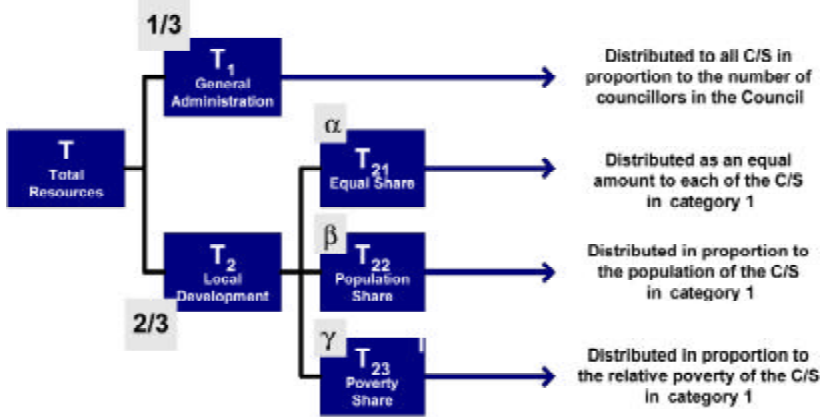 1/3
T1
General
Administration
Distributed to all C/S in
proportion to the number of
councillors in the Council
α
T
Total
Resources
T21
Equal Share
Distributed as an equal
amount to each of the C/S
in category 1
β
T2
Local
Development
2/3
T22
Population
Share
Distributed in proportion to
the population of the C/S
in category 1
γ
T23
Poverty
Share
Distributed in proportion to
the relative poverty of the C/S
in category 1